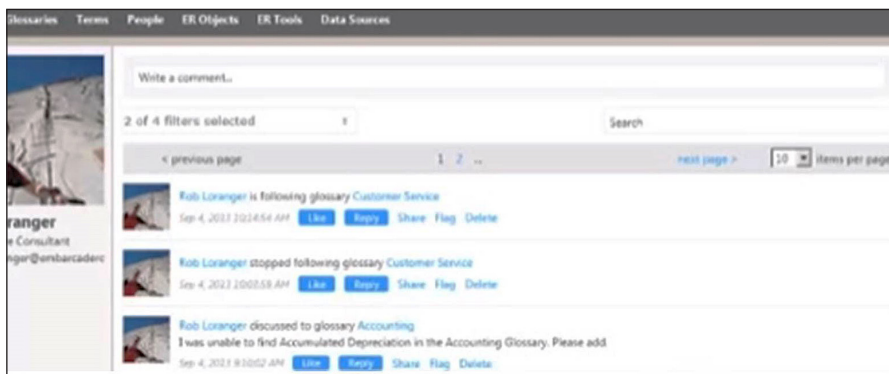 Glossaries Terms People ER Objects ER Tools Data Sources
Write a comment..
2 of 4 filters selected
Search
< previous page 1 2 .. next page > 10 items per page
Rob Loranger is following glossary Customer Service
Sep 4, 2013 10:14:54 AM Like Reply Share Flag Delete
ranger
e Consultant
nger@embarcaderc
Rob Loranger stopped following glossary Customer Service
Sep 4, 2013 10:03:59 AM Like Reply Share Flag Delete
Rob Loranger discussed to glossary Accounting
I was unable to find Accumulated Depreciation in the Accounting Glossary. Please add
Sep 4, 2013 9:10:02 AM Like Reply Share Flag Delete